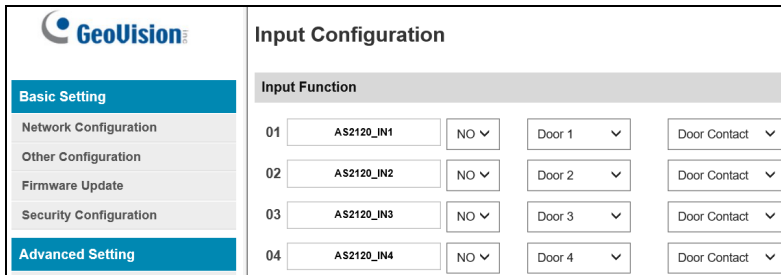 GeoVision inc
Input Configuration
Basic Setting
Network Configuration
Other Configuration
Firmware Update
Security Configuration
Advanced Setting
Input Function
01 AS2120_IN1 NO Door 1 Door Contact
02 AS2120_IN2 NO Door 2 Door Contact
03 AS2120_IN3 NO Door 3 Door Contact
04 AS2120_IN4 NO Door 4 Door Contact